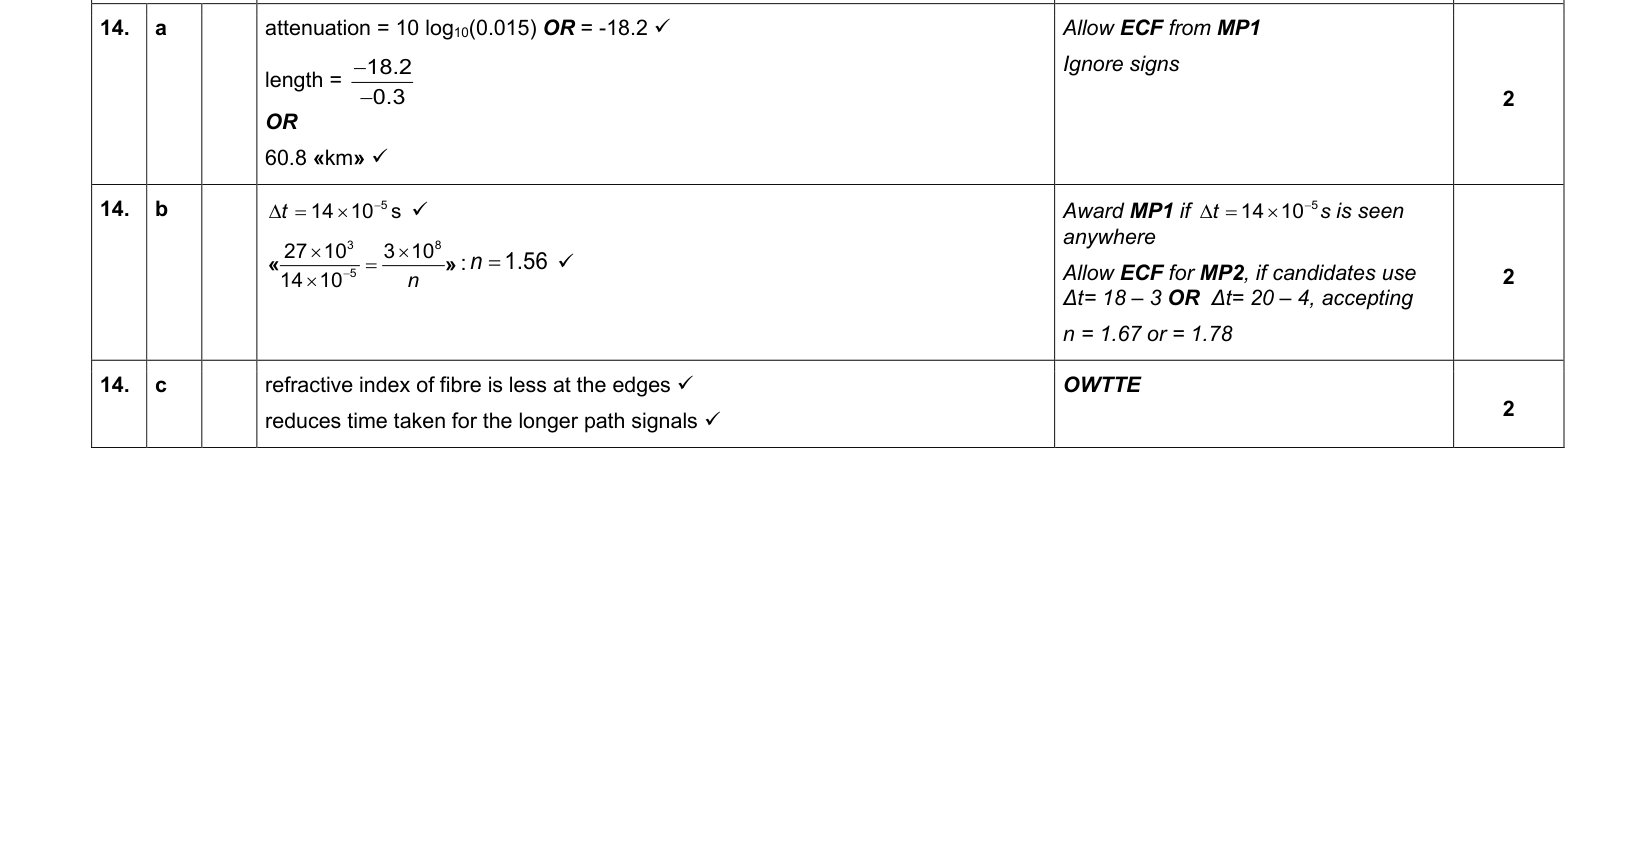 14. a attenuation = 10 log₁₀(0.015) OR = -18.2 ✓ Allow ECF from MP1
Ignore signs
length = −18.2 / −0.3
2
OR
60.8 «km» ✓
14. b Δt = 14 × 10⁻⁵ s ✓ Award MP1 if Δt = 14 × 10⁻⁵ s is seen
anywhere
«27 × 10³ / 14 × 10⁻⁵ = 3 × 10⁸ / n» : n = 1.56 ✓
Allow ECF for MP2, if candidates use
2
Δt= 18 – 3 OR Δt= 20 – 4, accepting
n = 1.67 or = 1.78
14. c refractive index of fibre is less at the edges ✓ OWTTE
2
reduces time taken for the longer path signals ✓